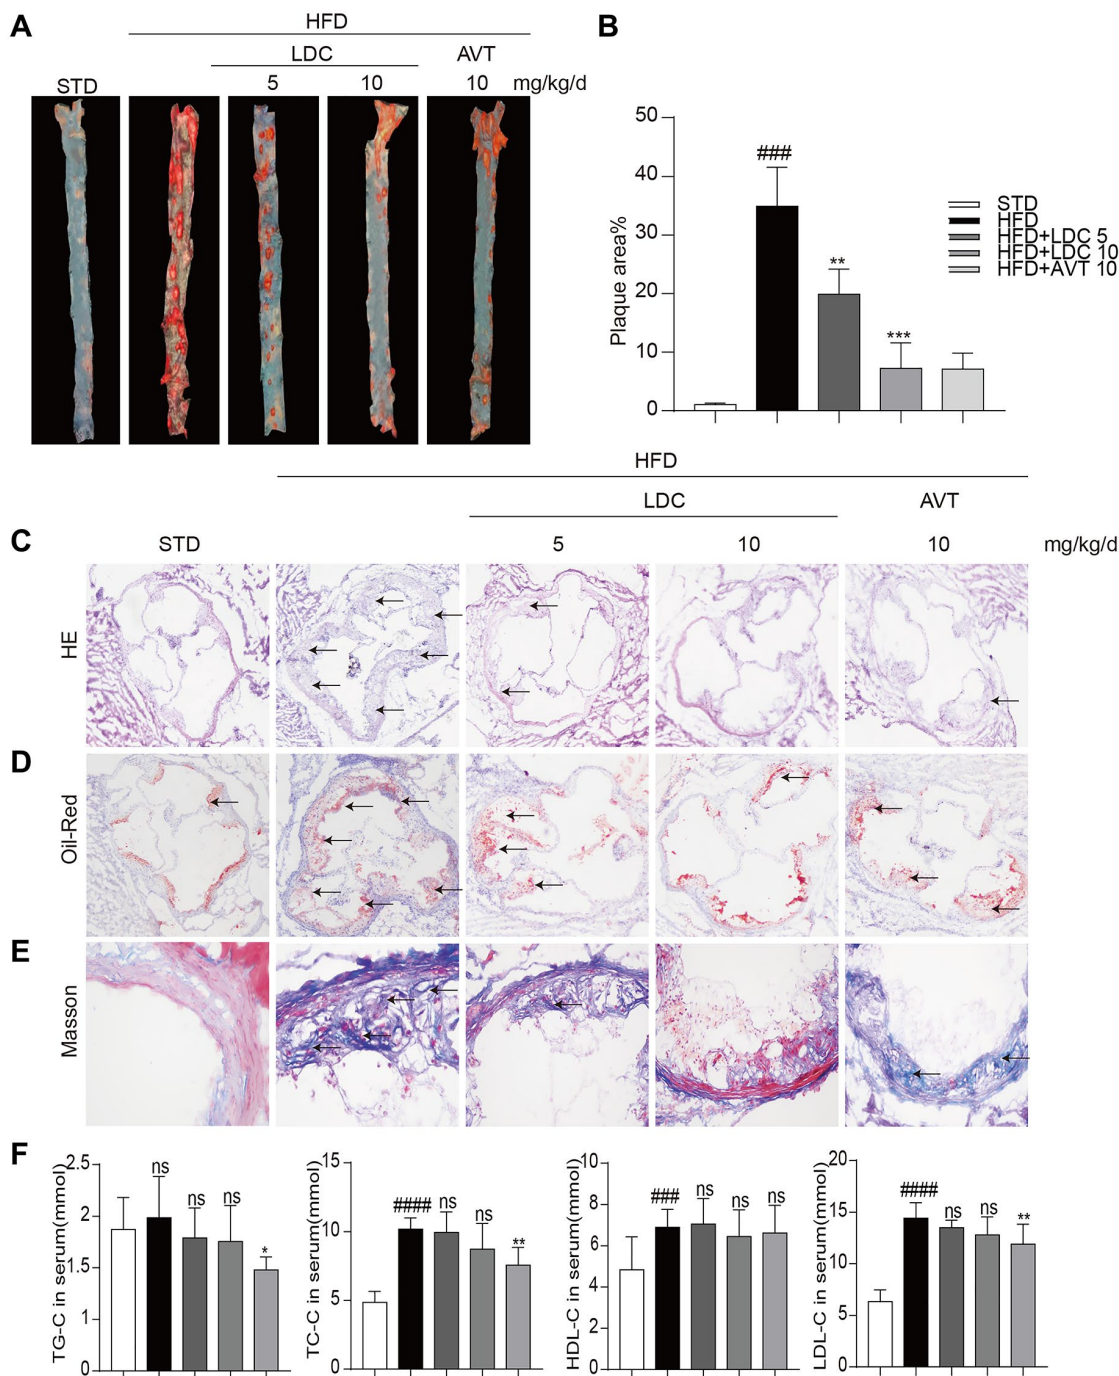 A
HFD
LDC
AVT
STD
5
10
10
mg/kg/d
B
Plaque area%
50
40
30
20
10
0
###
**
***
STD
HFD
HFD+LDC 5
HFD+LDC 10
HFD+AVT 10
HFD
LDC
AVT
C
STD
5
10
10
mg/kg/d
HE
D
Oil-Red
E
Masson
F
TG-C in serum(mmol)
2.5
2
1.5
1
0
ns
ns
ns
*
TC-C in serum(mmol)
15
10
5
0
####
ns
ns
**
HDL-C in serum(mmol)
10
8
6
4
2
0
###
ns
ns
ns
LDL-C in serum(mmol)
20
15
10
5
0
####
ns
ns
**